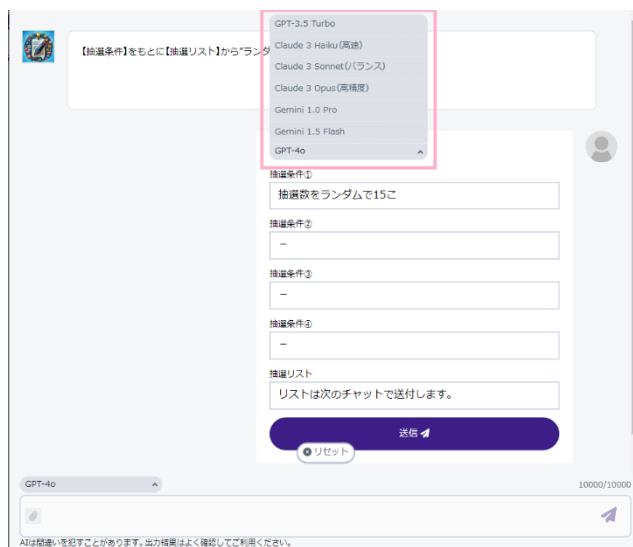 GPT-3.5 Turbo
Claude 3 Haiku(高速)
【抽選条件】をもとに【抽選リスト】から"ラン
Claude 3 Sonnet(バランス)
Claude 3 Opus(高精度)
Gemini 1.0 Pro
Gemini 1.5 Flash
GPT-4o
抽選条件①
抽選数をランダムで15こ
抽選条件②
−
抽選条件③
−
抽選条件④
−
抽選リスト
リストは次のチャットで送付します。
送信
リセット
GPT-4o
10000/10000
AIは間違いを犯すことがあります。出力結果はよく確認してご利用ください。